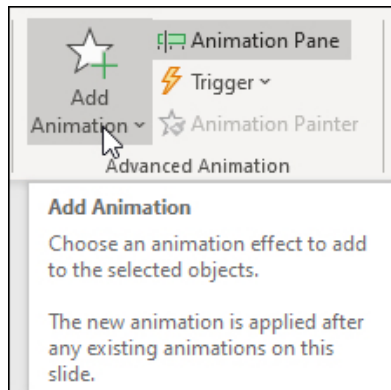 Add
Animation
Animation Pane
Trigger
Animation Painter
Advanced Animation
Add Animation
Choose an animation effect to add
to the selected objects.
The new animation is applied after
any existing animations on this
slide.